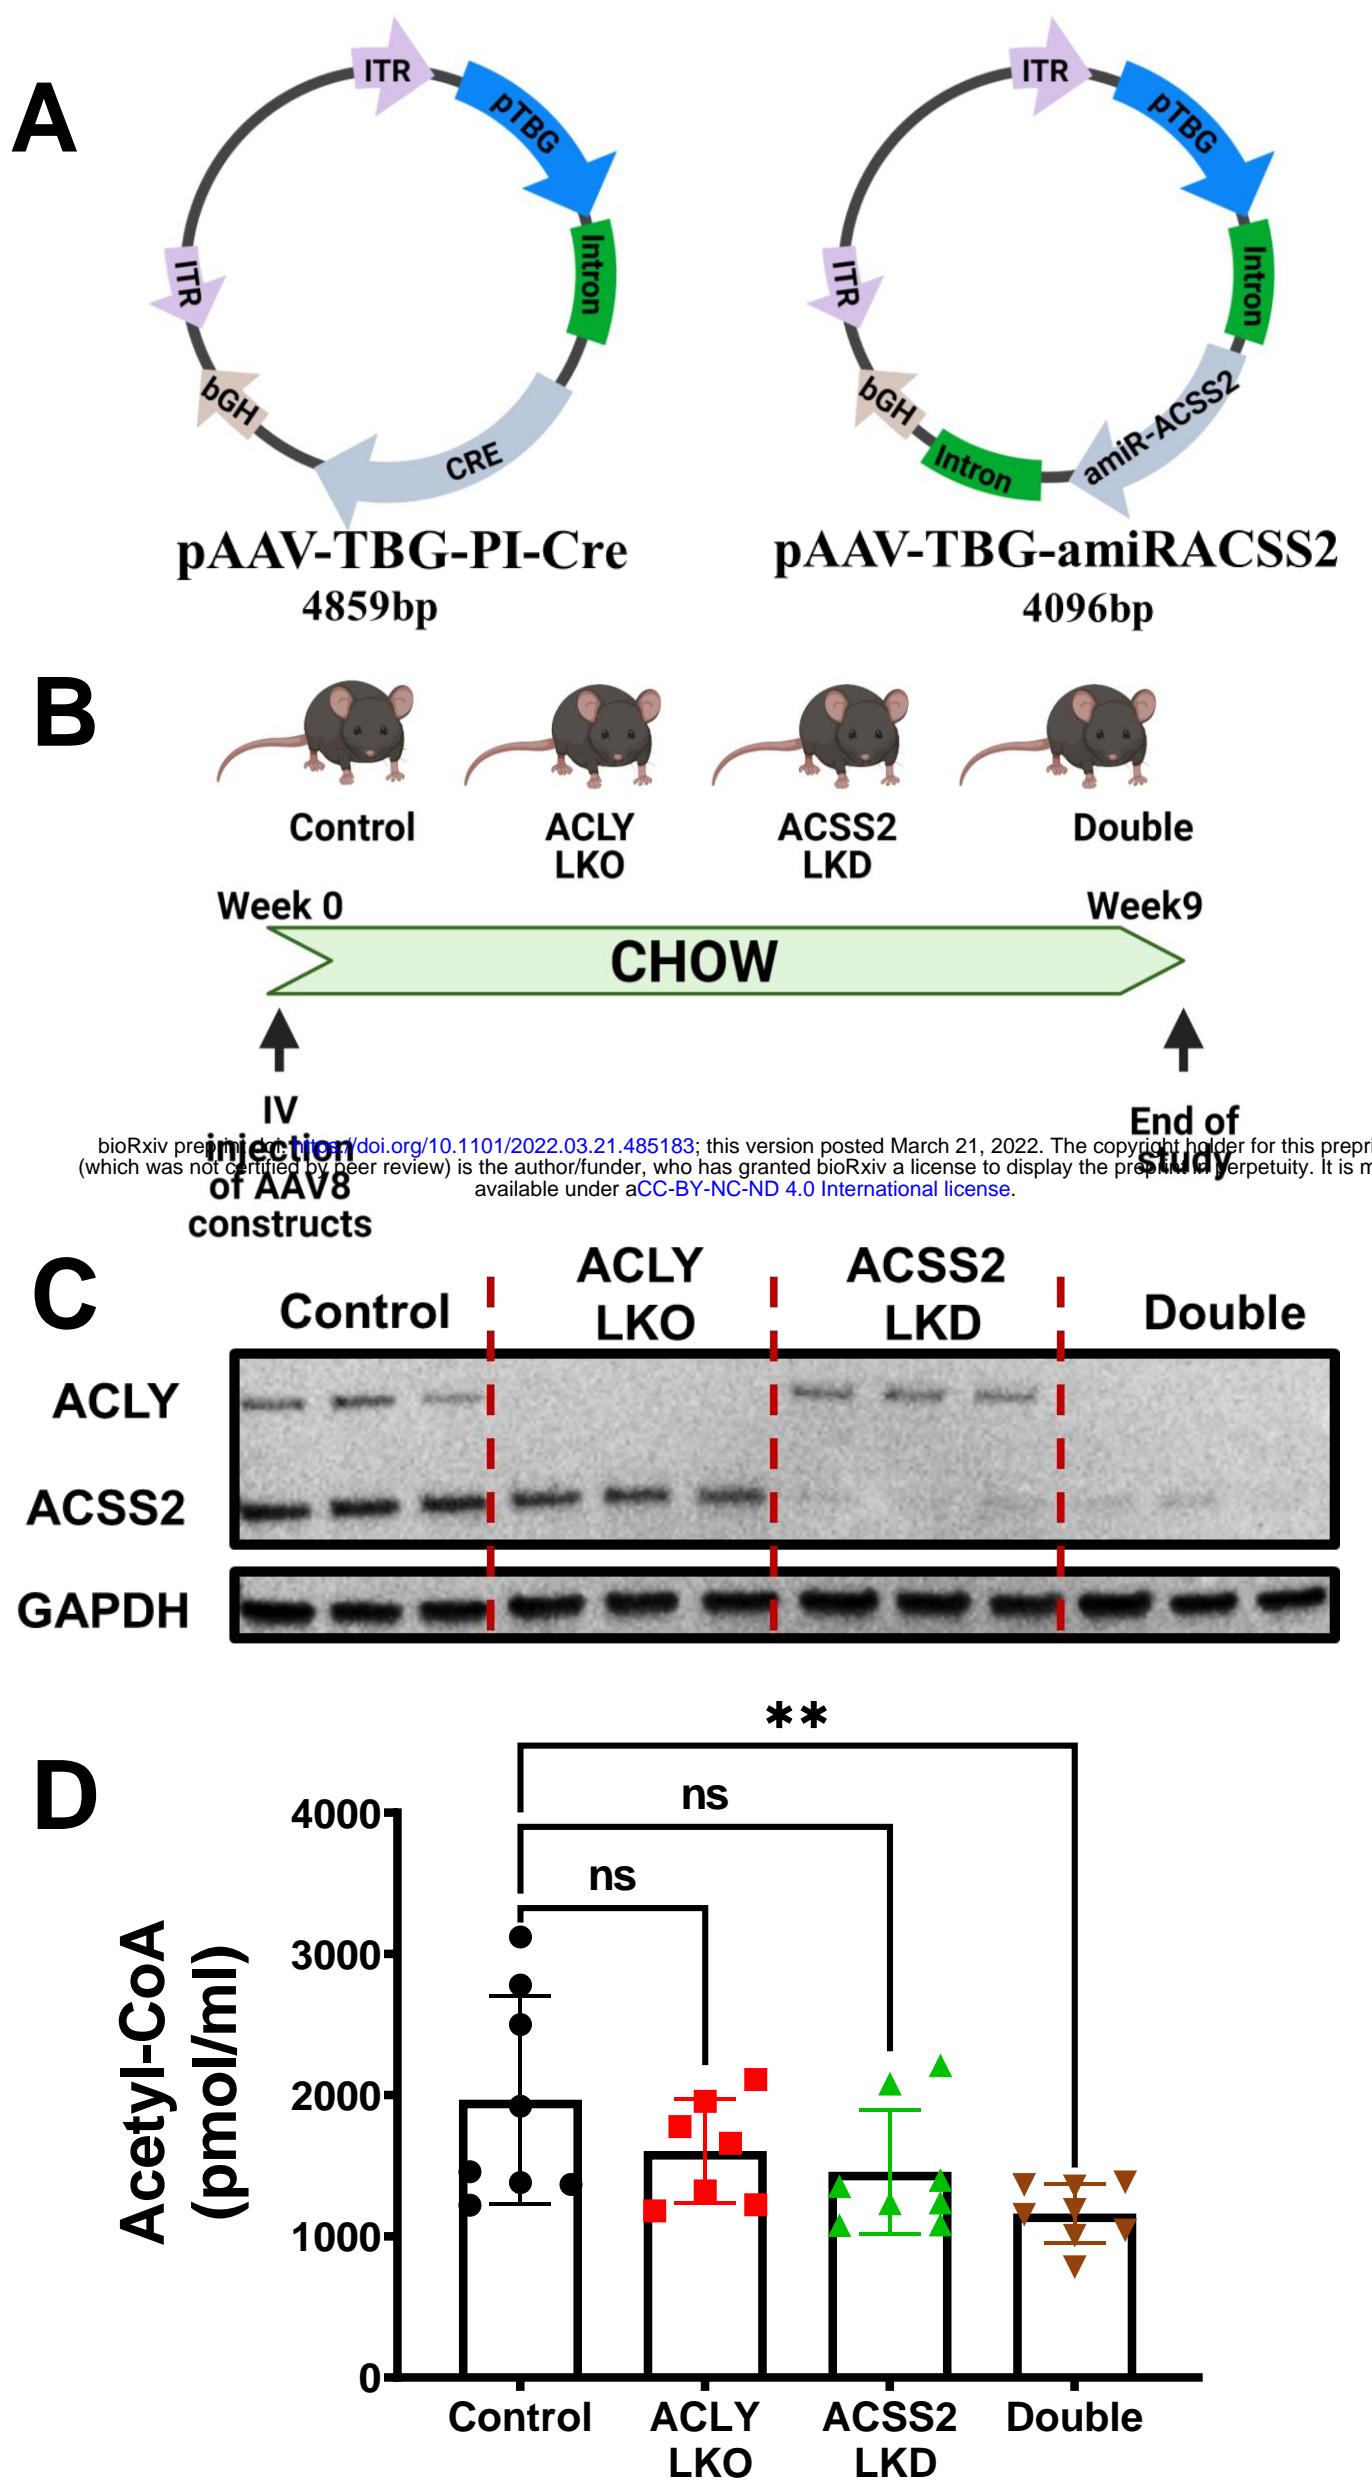 A
ITR
pTBG
Intron
CRE
bGH
ITR
pAAV-TBG-PI-Cre
4859bp
ITR
pTBG
Intron
amiR-ACSS2
Intron
bGH
ITR
pAAV-TBG-amiRACSS2
4096bp
B
Control
ACLY
LKO
ACSS2
LKD
Double
Week 0
Week9
CHOW
IV
injection
of AAV8
constructs
End of
study
bioRxiv preprint doi: https://doi.org/10.1101/2022.03.21.485183; this version posted March 21, 2022. The copyright holder for this
(which was not certified by peer review) is the author/funder, who has granted bioRxiv a license to display the preprint in perpetuity. It is
available under aCC-BY-NC-ND 4.0 International license.
C
Control
ACLY
LKO
ACSS2
LKD
Double
ACLY
ACSS2
GAPDH
D
**
ns
ns
4000
3000
2000
1000
0
Acetyl-CoA
(pmol/ml)
Control
ACLY
LKO
ACSS2
LKD
Double